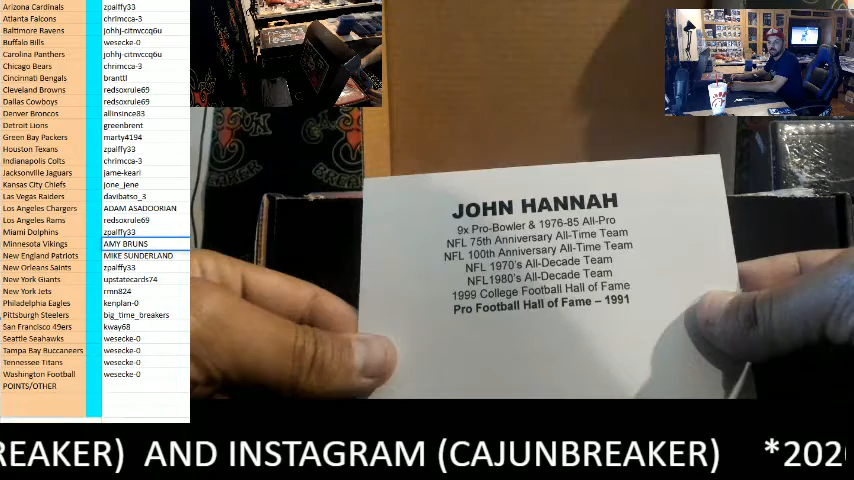 Arizona Cardinals zpalffy33
Atlanta Falcons chrimcca-3
Baltimore Ravens johhj-citnvccq6u
Buffalo Bills wesecke-0
Carolina Panthers johhj-citnvccq6u
Chicago Bears chrimcca-3
Cincinnati Bengals branttl
Cleveland Browns redsoxrule69
Dallas Cowboys redsoxrule69
Denver Broncos allinsince83
Detroit Lions greenbrent
Green Bay Packers marty4194
Houston Texans zpalffy33
Indianapolis Colts chrimcca-3
Jacksonville Jaguars jame-keari
Kansas City Chiefs jone_jene
Las Vegas Raiders davibatso_3
Los Angeles Chargers ADAM ASADOORIAN
Los Angeles Rams redsoxrule69
Miami Dolphins zpalffy33
Minnesota Vikings AMY BRUNS
New England Patriots MIKE SUNDERLAND
New Orleans Saints zpalffy33
New York Giants upstatecards74
New York Jets rmn824
Philadelphia Eagles kenplan-0
Pittsburgh Steelers big_time_breakers
San Francisco 49ers kway68
Seattle Seahawks wesecke-0
Tampa Bay Buccaneers wesecke-0
Tennessee Titans wesecke-0
Washington Football wesecke-0
POINTS/OTHER
JOHN HANNAH
9x Pro-Bowler & 1976-85 All-Pro
NFL 75th Anniversary All-Time Team
NFL 100th Anniversary All-Time Team
NFL 1970's All-Decade Team
NFL1980's All-Decade Team
1999 College Football Hall of Fame
Pro Football Hall of Fame – 1991
REAKER) AND INSTAGRAM (CAJUNBREAKER) *202